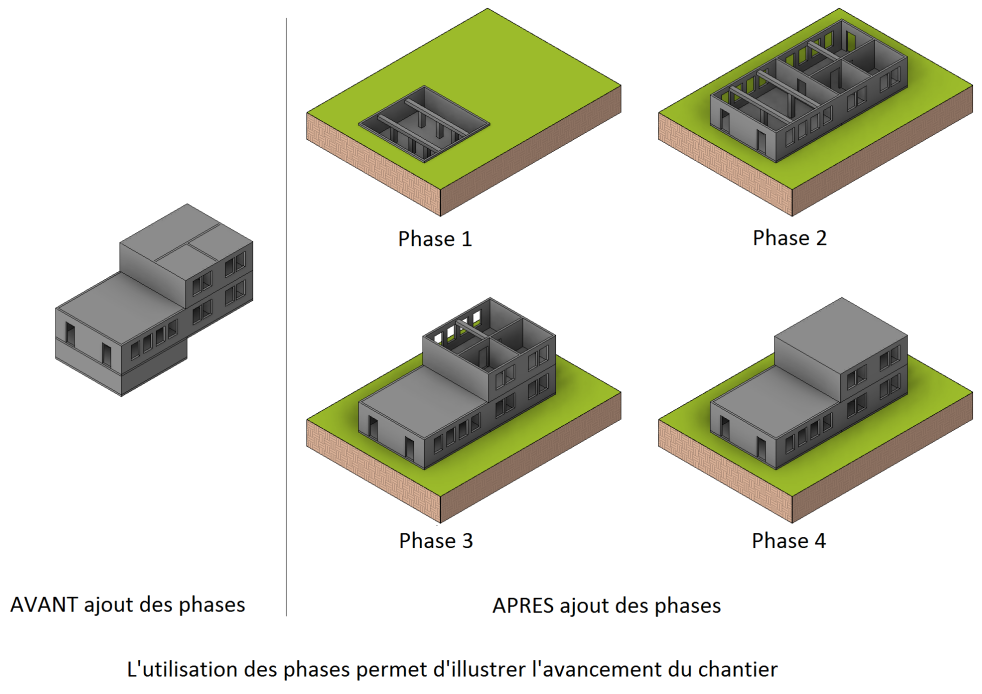 Phase 1
Phase 2
Phase 3
Phase 4
AVANT ajout des phases
APRES ajout des phases
L'utilisation des phases permet d'illustrer l'avancement du chantier